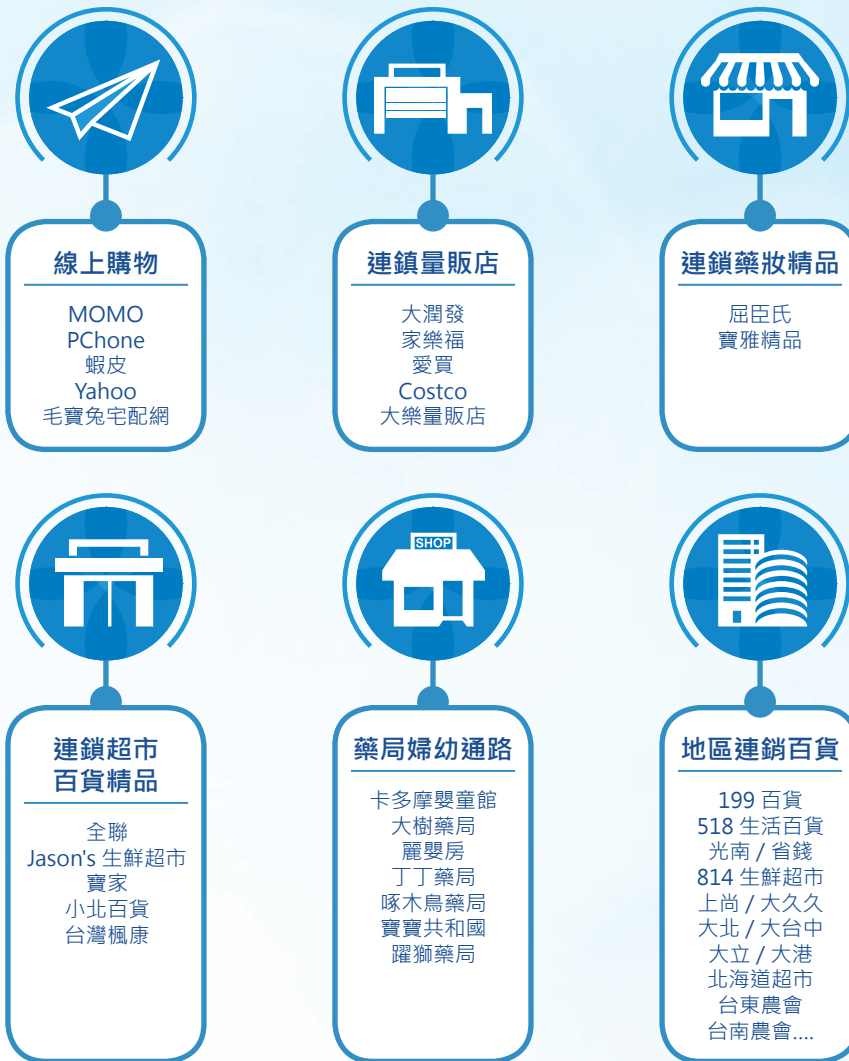 線上購物
MOMO
PChone
蝦皮
Yahoo
毛寶兔宅配網
連鎮量販店
大潤發
家樂福
愛買
Costco
大樂量販店
連鎖藥妝精品
屈臣氏
寶雅精品
連鎖超市
百貨精品
全聯
Jason's 生鮮超市
寶家
小北百貨
台灣楓康
SHOP
藥局婦幼通路
卡多摩嬰童館
大樹藥局
麗嬰房
丁丁藥局
啄木鳥藥局
寶寶共和國
躍獅藥局
地區連銷百貨
199 百貨
518 生活百貨
光南 / 省錢
814 生鮮超市
上尚 / 大久久
大北 / 大台中
大立 / 大港
北海道超市
台東農會
台南農會....